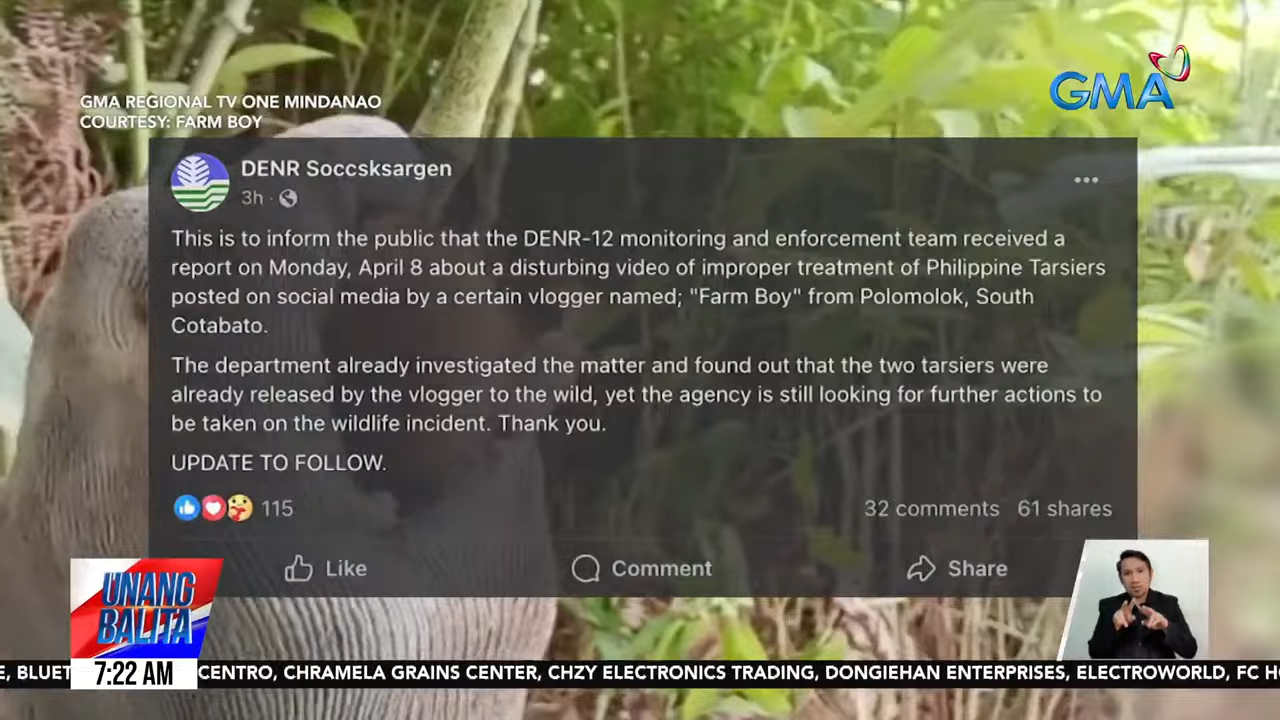 GMA REGIONAL TV ONE MINDANAO
COURTESY: FARM BOY
GMA
DENR Soccsksargen
3h ·
This is to inform the public that the DENR-12 monitoring and enforcement team received a
report on Monday, April 8 about a disturbing video of improper treatment of Philippine Tarsiers
posted on social media by a certain vlogger named; "Farm Boy" from Polomolok, South
Cotabato.
The department already investigated the matter and found out that the two tarsiers were
already released by the vlogger to the wild, yet the agency is still looking for further actions to
be taken on the wildlife incident. Thank you.
UPDATE TO FOLLOW.
115
32 comments 61 shares
Like Comment Share
UNANG
BALITA
7:22 AM
E, BLUET CENTRO, CHRAMELA GRAINS CENTER, CHZY ELECTRONICS TRADING, DONGIEHAN ENTERPRISES, ELECTROWORLD, FC H